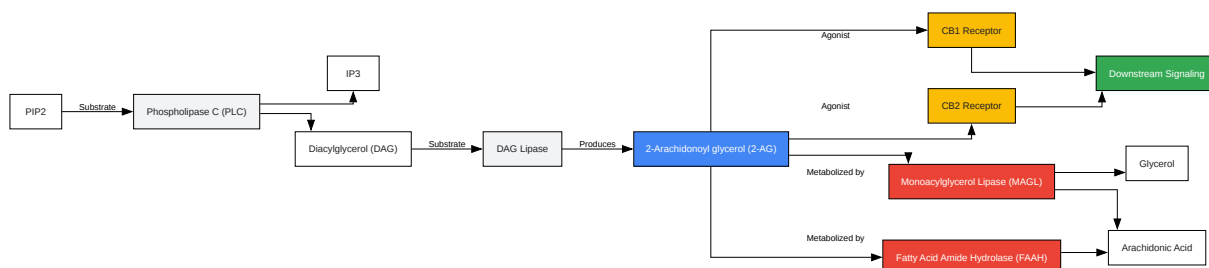 PIP2
Substrate
Phospholipase C (PLC)
IP3
Diacylglycerol (DAG)
Substrate
DAG Lipase
Produces
2-Arachidonoyl glycerol (2-AG)
Agonist
CB1 Receptor
Agonist
CB2 Receptor
Downstream Signaling
Metabolized by
Monoacylglycerol Lipase (MAGL)
Glycerol
Metabolized by
Fatty Acid Amide Hydrolase (FAAH)
Arachidonic Acid